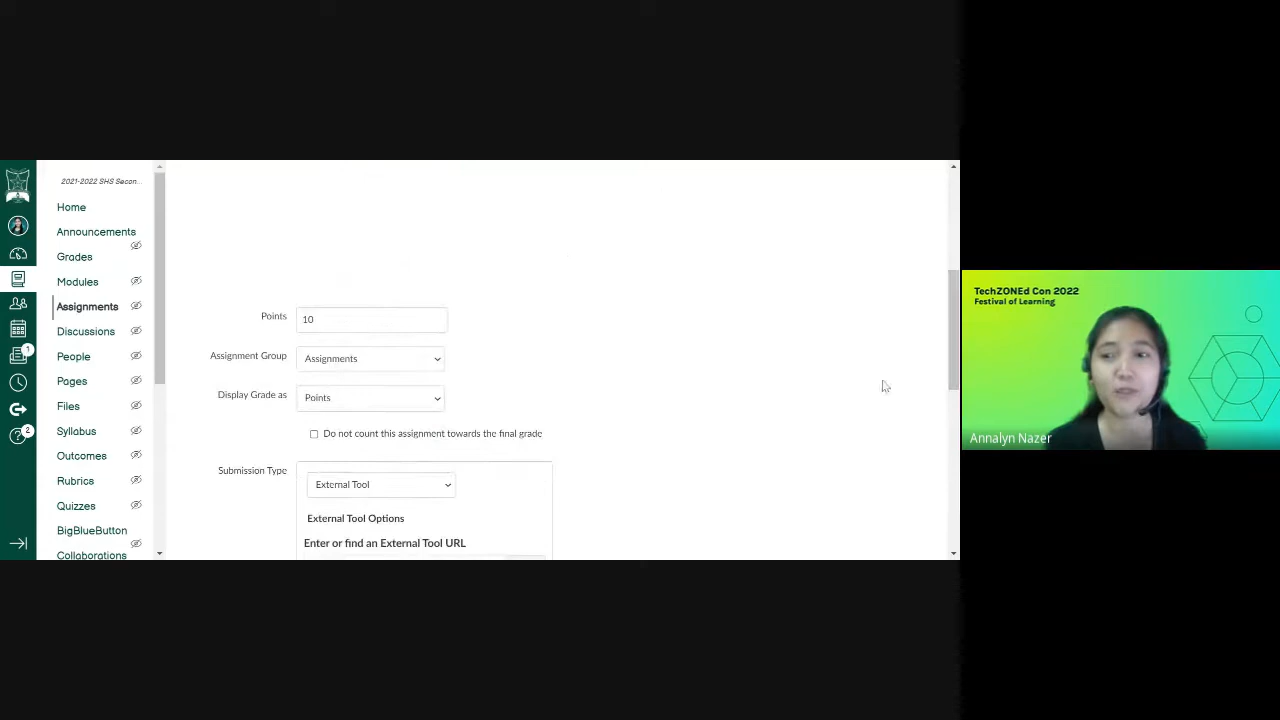 2021-2022 SHS Secon...
Home
Announcements
Grades
Modules
Assignments
Discussions
People
Pages
Files
Syllabus
Outcomes
Rubrics
Quizzes
BigBlueButton
Collaborations
1
2
Points
10
Assignment Group
Assignments
Display Grade as
Points
Do not count this assignment towards the final grade
Submission Type
External Tool
External Tool Options
Enter or find an External Tool URL
TechZONEd Con 2022
Festival of Learning
Annalyn Nazer